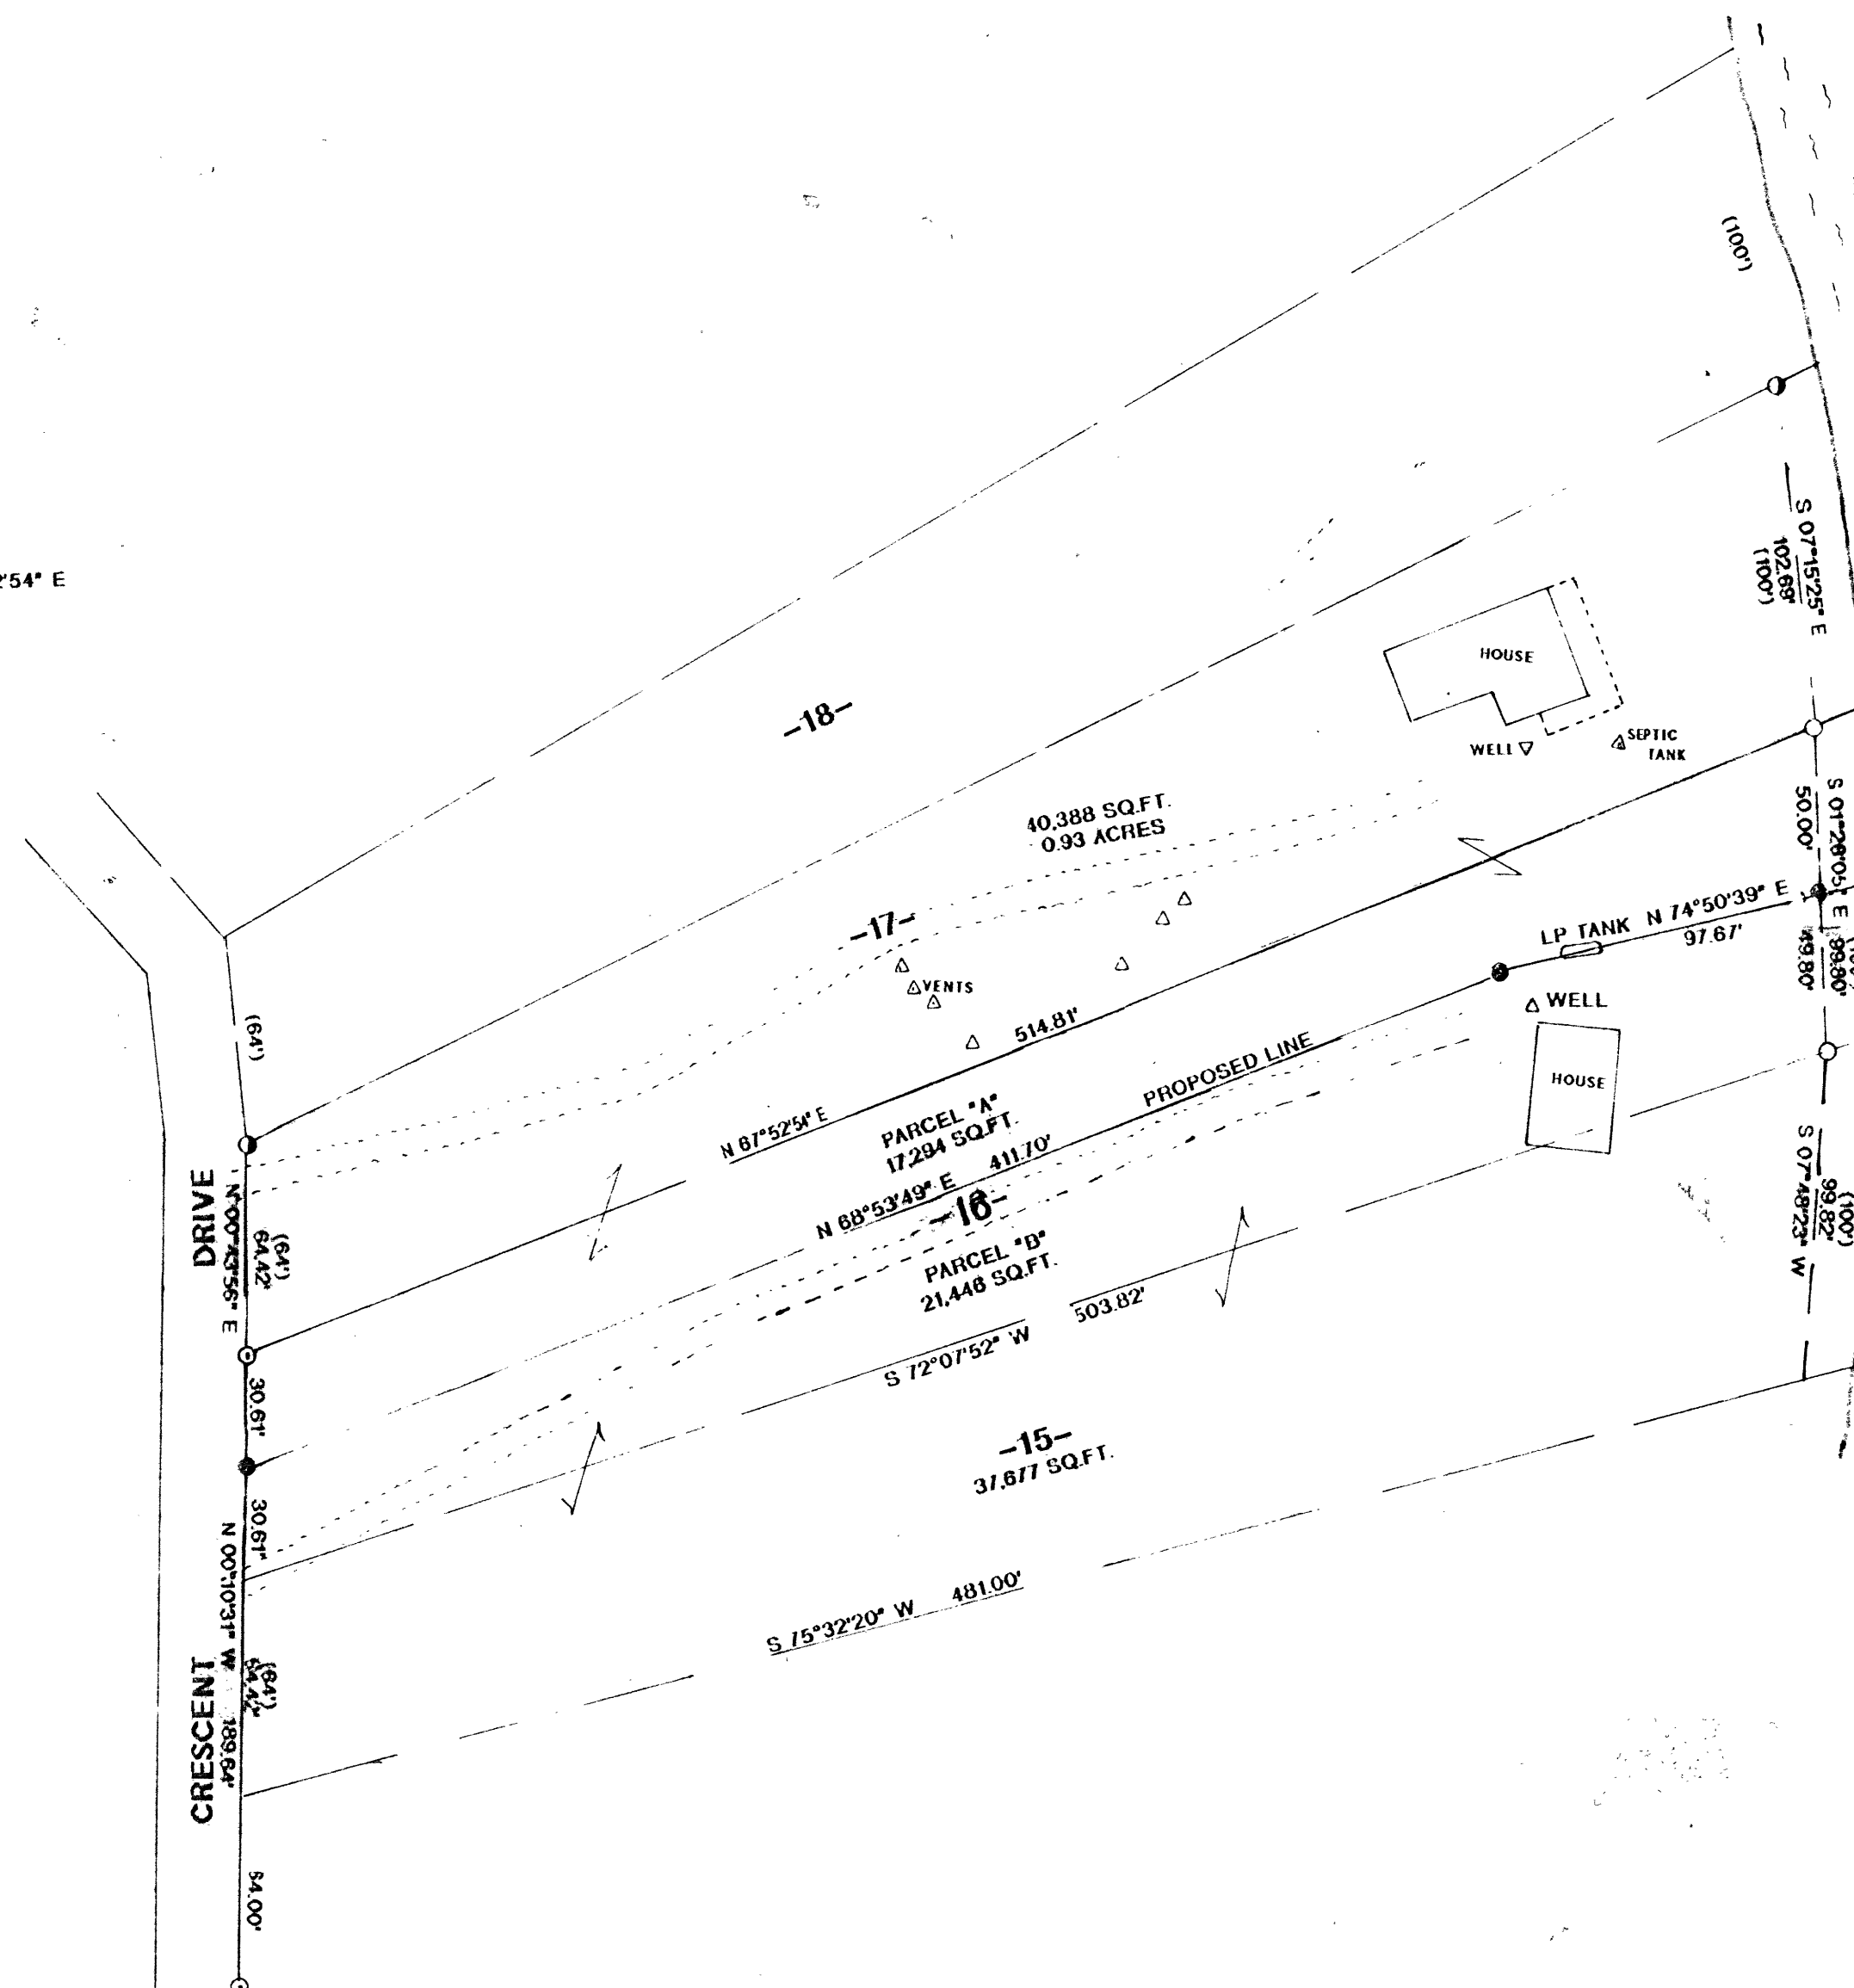 (100')
2'54" E
S 07°15'25" E
102.69'
(100')
HOUSE
-18-
WELL
SEPTIC
TANK
40,388 SQ.FT.
0.93 ACRES
S 01°28'05" E 99.80'
50.00'
49.80'
-17-
LP TANK
N 74°50'39" E
97.67'
VENTS
WELL
(64')
514.81'
PROPOSED LINE
HOUSE
N 67°52'54" E
PARCEL "A"
17,294 SQ.FT.
N 68°53'49" E 411.70'
-16-
PARCEL "B"
21,446 SQ.FT.
(100')
99.82'
S 07°48'23" W
DRIVE
N 00°43'56" E
64.42'
(64')
503.82'
S 72°07'52" W
30.61'
-15-
37,677 SQ.FT.
30.61'
N 00°10'31" W 189.64'
S 75°32'20" W 481.00'
(64')
CRESCENT
64.00'